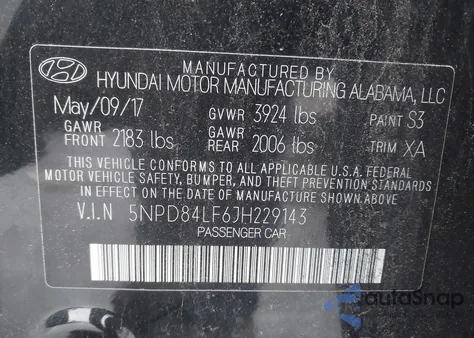 MANUFACTURED BY
HYUNDAI MOTOR MANUFACTURING ALABAMA, LLC
May/09/17 GVWR 3924 lbs PAINT S3
GAWR FRONT 2183 lbs GAWR REAR 2006 lbs TRIM XA
THIS VEHICLE CONFORMS TO ALL APPLICABLE U.S.A. FEDERAL
MOTOR VEHICLE SAFETY, BUMPER, AND THEFT PREVENTION STANDARDS
IN EFFECT ON THE DATE OF MANUFACTURE SHOWN ABOVE.
V.I.N 5NPD84LF6JH229143
PASSENGER CAR
autoSnap